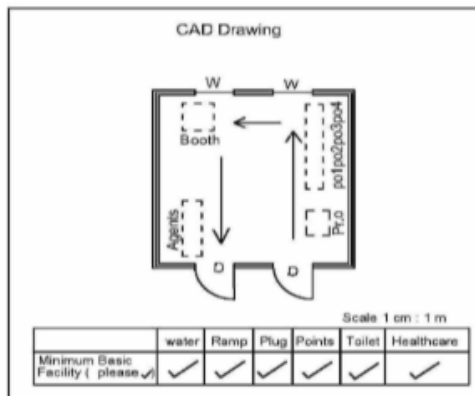 CAD Drawing
W W
Booth
po1po2po3po4
Agents
Pr.o
D D
Scale 1 cm : 1 m
water Ramp Plug Points Toilet Healthcare
Minimum Basic
Facility ( please ✓) ✓ ✓ ✓ ✓ ✓ ✓